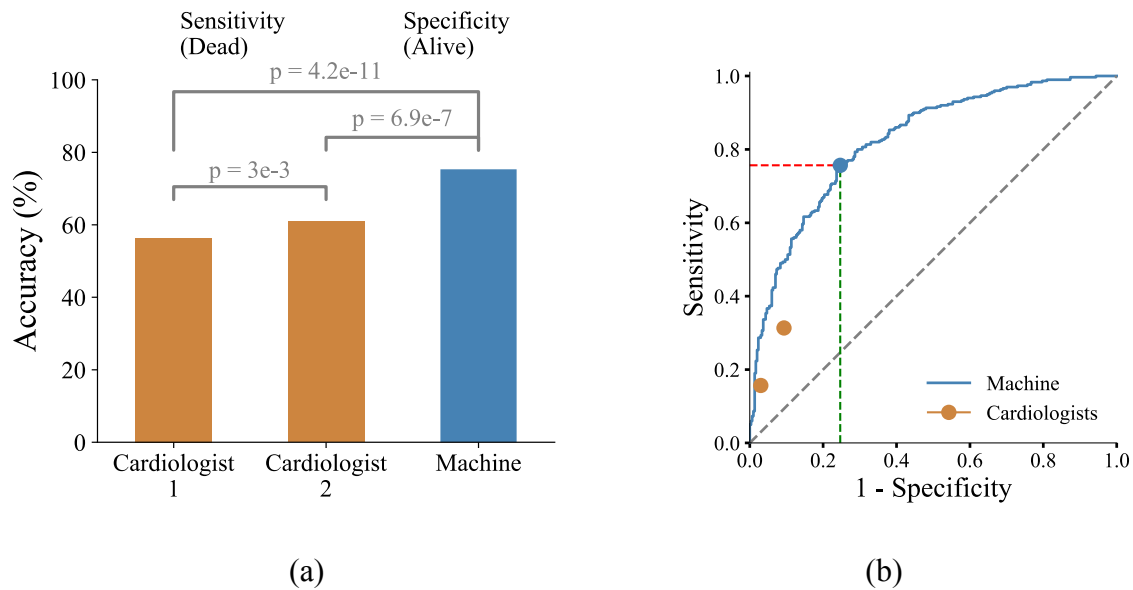 Sensitivity
(Dead)
Specificity
(Alive)
p = 4.2e-11
p = 6.9e-7
p = 3e-3
Accuracy (%)
100
80
60
40
20
0
Cardiologist
1
Cardiologist
2
Machine
(a)
Sensitivity
1.0
0.8
0.6
0.4
0.2
0.0
Machine
Cardiologists
0.0 0.2 0.4 0.6 0.8 1.0
1 - Specificity
(b)